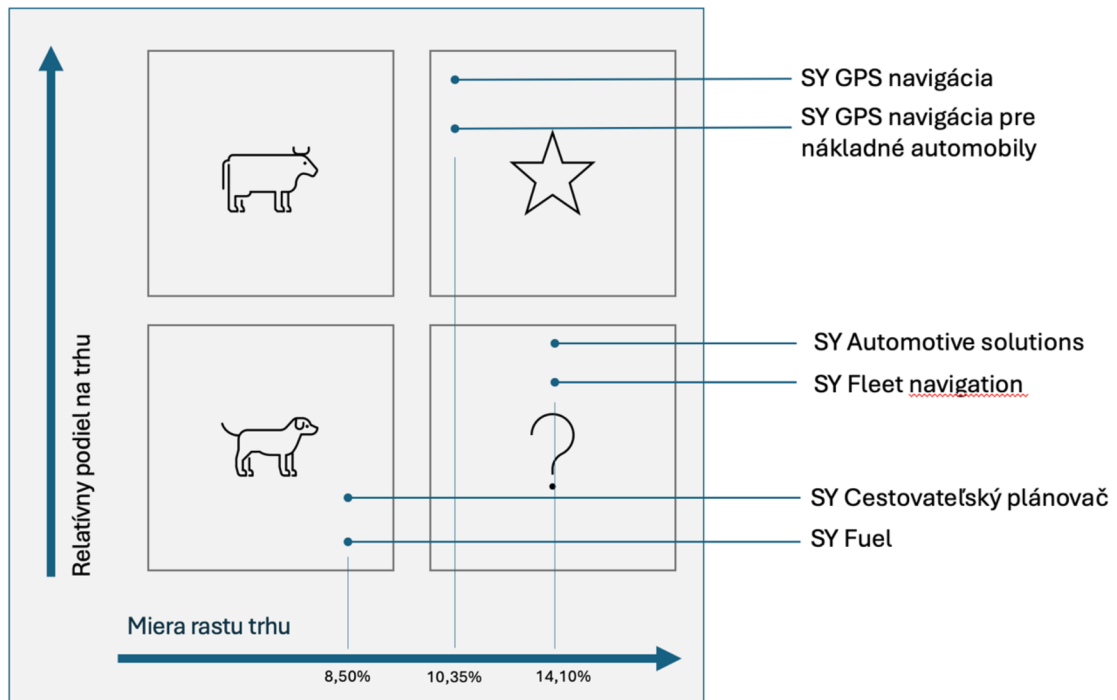 SY GPS navigácia
SY GPS navigácia pre
nákladné automobily
SY Automotive solutions
SY Fleet navigation
SY Cestovateľský plánovač
SY Fuel
Relatívny podiel na trhu
Miera rastu trhu
8,50%
10,35%
14,10%